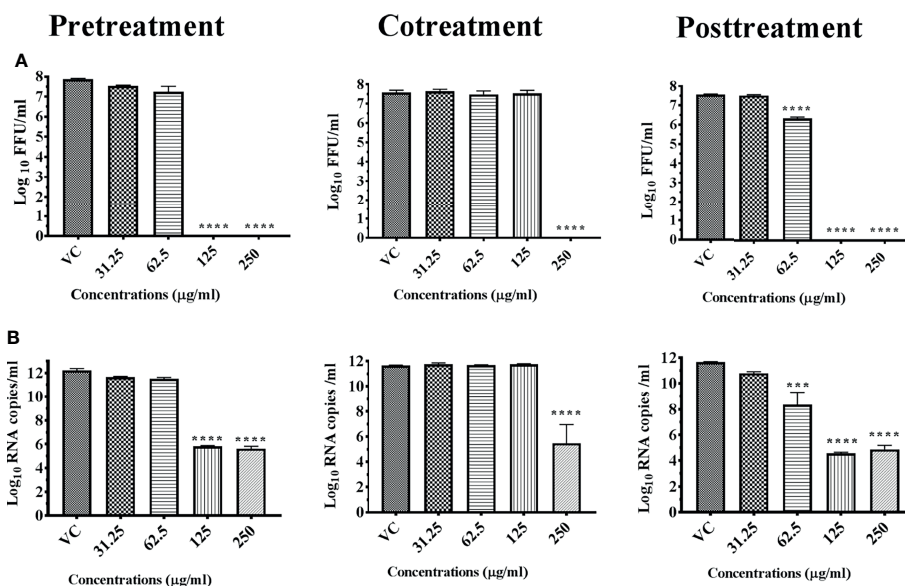 Pretreatment Cotreatment Posttreatment
A
Log 10 FFU/ml
8
7
6
5
4
3
2
1
0
**** ****
VC 31.25 62.5 125 250
Concentrations (µg/ml)
Log 10 FFU/ml
8
7
6
5
4
3
2
1
0
****
VC 31.25 62.5 125 250
Concentrations (µg/ml)
Log10 FFU/ml
8
7
6
5
4
3
2
1
0
****
**** ****
VC 31.25 62.5 125 250
Concentrations (µg/ml)
B
Log10 RNA copies/ml
12
10
8
6
4
2
0
**** ****
VC 31.25 62.5 125 250
Concentrations (µg/ml)
Log10 RNA copies /ml
12
10
8
6
4
2
0
****
VC 31.25 62.5 125 250
Concentrations (µg/ml)
Log10 RNA copies /ml
12
10
8
6
4
2
0
***
**** ****
VC 31.25 62.5 125 250
Concentrations (µg/ml)